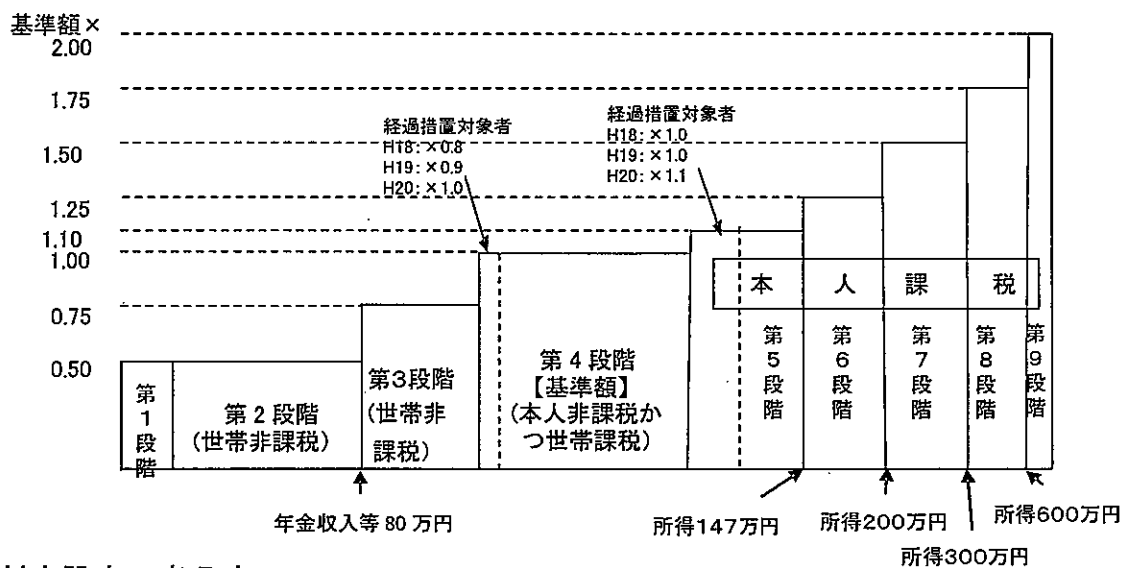 基準額×
2.00
1.75
1.50
1.25
1.10
1.00
0.75
0.50
経過措置対象者
H18: ×0.8
H19: ×0.9
H20: ×1.0
経過措置対象者
H18: ×1.0
H19: ×1.0
H20: ×1.1
本人課税
第1段階
第2段階
(世帯非課税)
第3段階
(世帯非
課税)
第4段階
【基準額】
(本人非課税か
つ世帯課税)
第5段階
第6段階
第7段階
第8段階
第9段階
年金収入等80万円
所得147万円
所得200万円
所得300万円
所得600万円